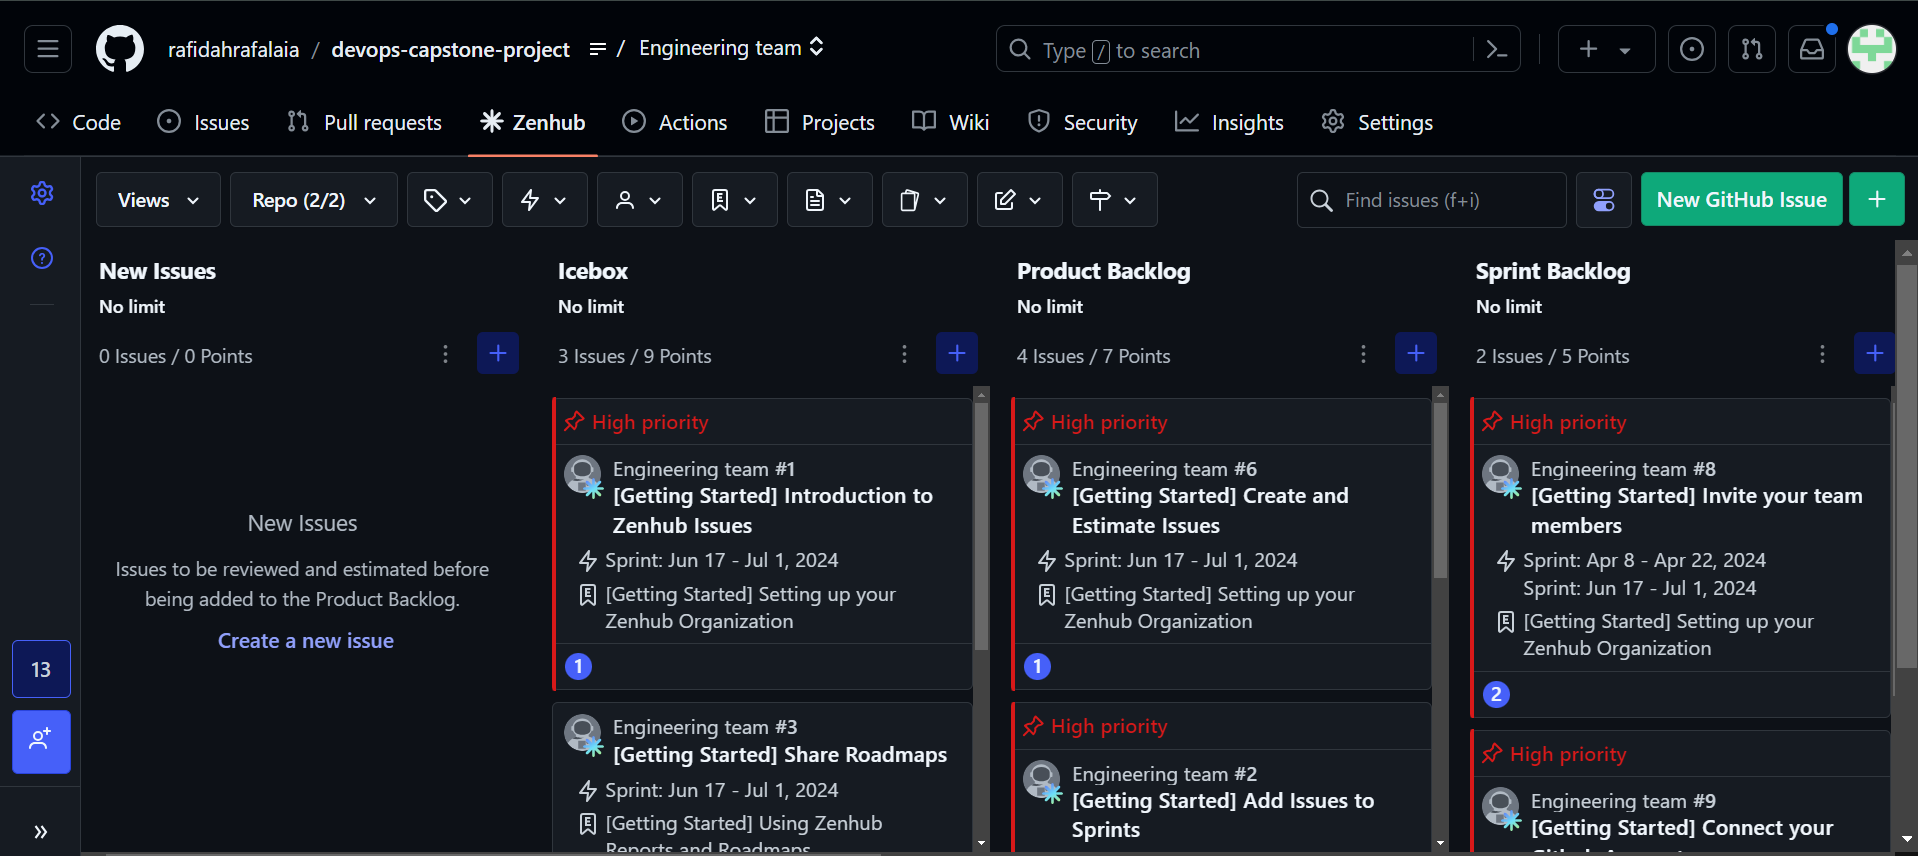 rafidahrafalaia / devops-capstone-project / Engineering team
Type / to search
Code Issues Pull requests Zenhub Actions Projects Wiki Security Insights Settings
Views Repo (2/2) Find issues (f+i) New GitHub Issue +
New Issues
No limit
0 Issues / 0 Points
New Issues
Issues to be reviewed and estimated before
being added to the Product Backlog.
Create a new issue
13
Icebox
No limit
3 Issues / 9 Points
High priority
Engineering team #1
[Getting Started] Introduction to
Zenhub Issues
Sprint: Jun 17 - Jul 1, 2024
[Getting Started] Setting up your
Zenhub Organization
1
Engineering team #3
[Getting Started] Share Roadmaps
Sprint: Jun 17 - Jul 1, 2024
[Getting Started] Using Zenhub
Reports and Roadmaps
Product Backlog
No limit
4 Issues / 7 Points
High priority
Engineering team #6
[Getting Started] Create and
Estimate Issues
Sprint: Jun 17 - Jul 1, 2024
[Getting Started] Setting up your
Zenhub Organization
1
High priority
Engineering team #2
[Getting Started] Add Issues to
Sprints
Sprint Backlog
No limit
2 Issues / 5 Points
High priority
Engineering team #8
[Getting Started] Invite your team
members
Sprint: Apr 8 - Apr 22, 2024
Sprint: Jun 17 - Jul 1, 2024
[Getting Started] Setting up your
Zenhub Organization
2
High priority
Engineering team #9
[Getting Started] Connect your